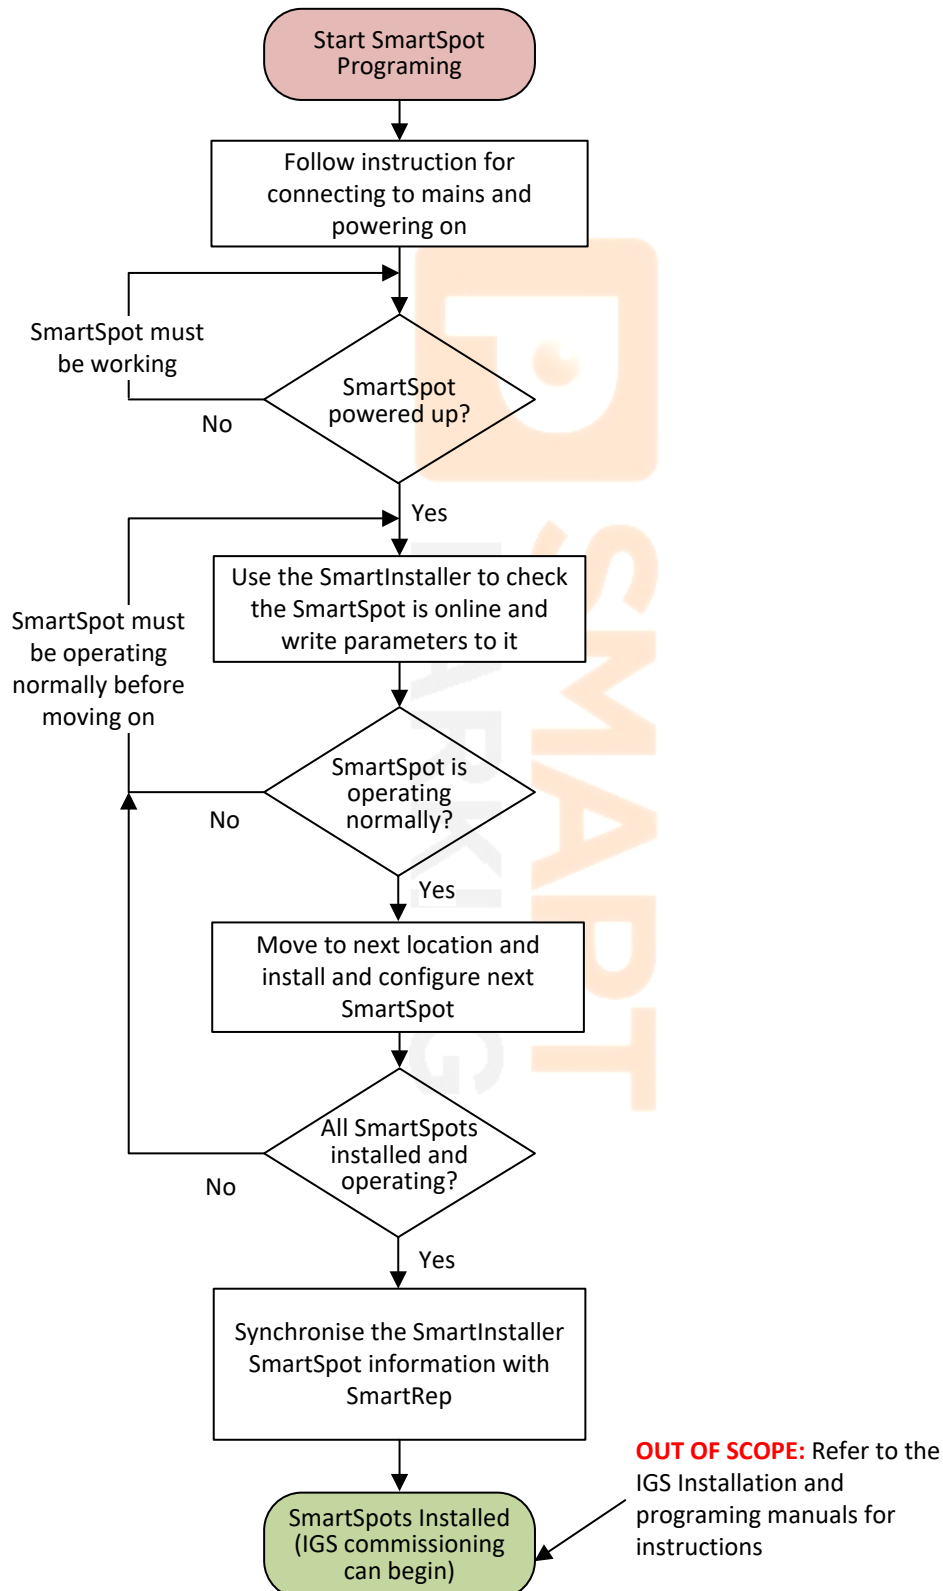 Start SmartSpot
Programing
Follow instruction for
connecting to mains and
powering on
SmartSpot must
be working
SmartSpot
powered up?
No
Yes
Use the SmartInstaller to check
the SmartSpot is online and
write parameters to it
SmartSpot must
be operating
normally before
moving on
SmartSpot is
operating
normally?
No
Yes
Move to next location and
install and configure next
SmartSpot
All SmartSpots
installed and
operating?
No
Yes
Synchronise the SmartInstaller
SmartSpot information with
SmartRep
OUT OF SCOPE: Refer to the
IGS Installation and
programing manuals for
instructions
SmartSpots Installed
(IGS commissioning
can begin)
SMART
PARKING